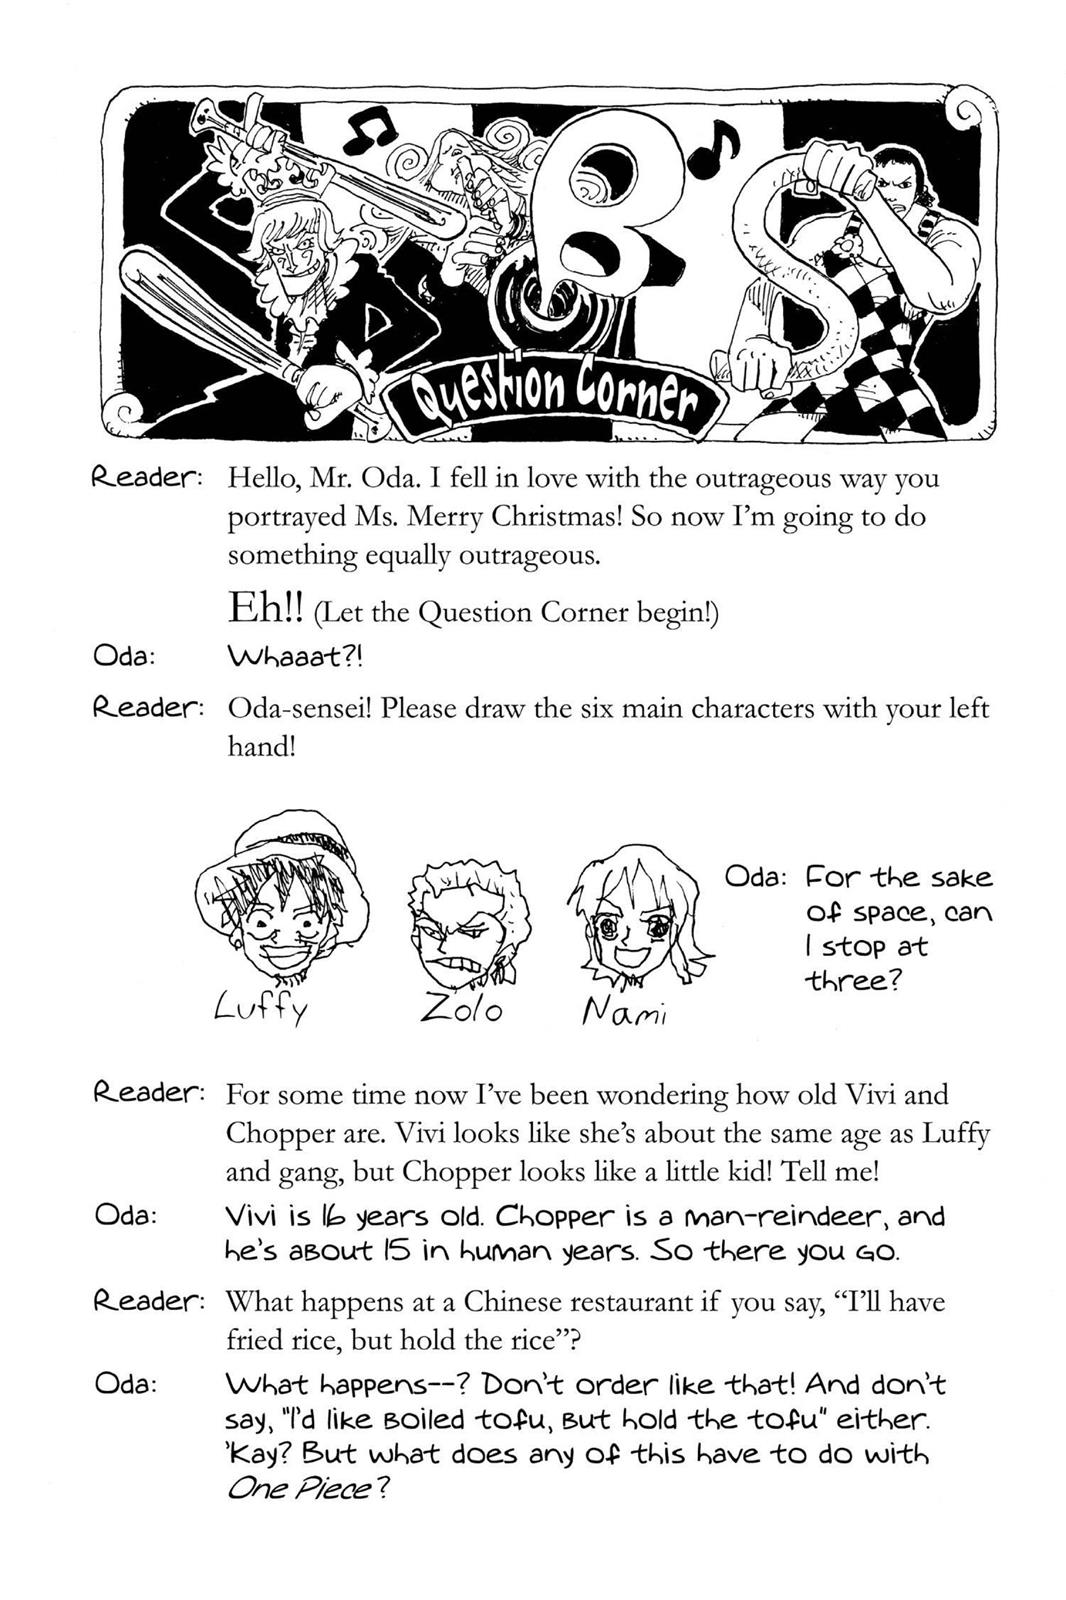 SBS
Question Corner
Reader: Hello, Mr. Oda. I fell in love with the outrageous way you
portrayed Ms. Merry Christmas! So now I'm going to do
something equally outrageous.
Eh!! (Let the Question Corner begin!)
Oda: Whaaat?!
Reader: Oda-sensei! Please draw the six main characters with your left
hand!
Luffy
Zolo
Nami
Oda: For the sake
of space, can
I stop at
three?
Reader: For some time now I've been wondering how old Vivi and
Chopper are. Vivi looks like she's about the same age as Luffy
and gang, but Chopper looks like a little kid! Tell me!
Oda: Vivi is 16 years old. Chopper is a man-reindeer, and
he's about 15 in human years. So there you go.
Reader: What happens at a Chinese restaurant if you say, “I'll have
fried rice, but hold the rice”?
Oda: What happens--? Don't order like that! And don't
say, "I'd like boiled tofu, but hold the tofu" either.
'Kay? But what does any of this have to do with
One Piece?